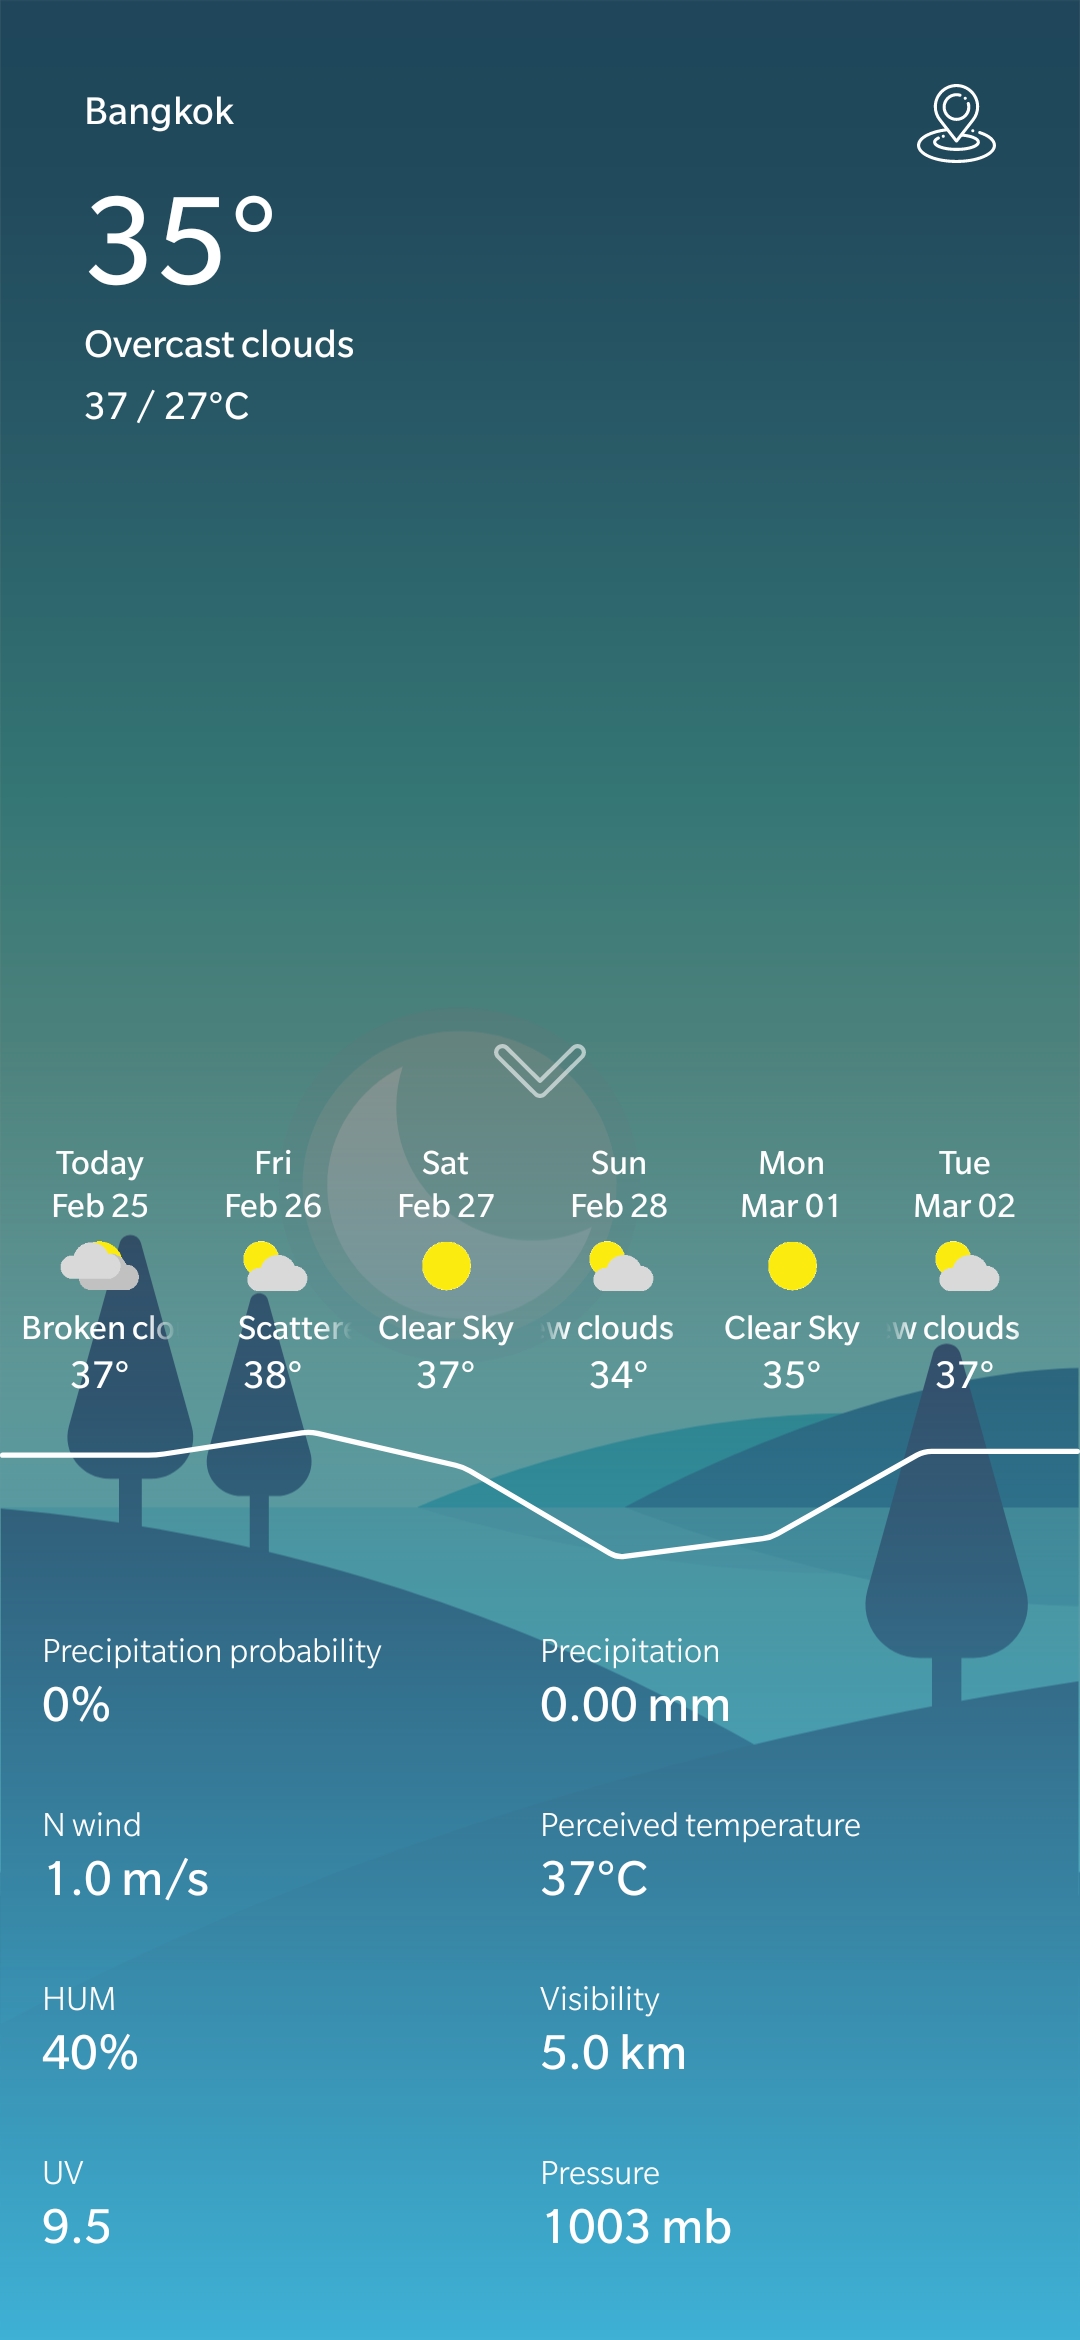 Bangkok
35°
Overcast clouds
37 / 27°C
Today Fri Sat Sun Mon Tue
Feb 25 Feb 26 Feb 27 Feb 28 Mar 01 Mar 02
Broken clo Scattere Clear Sky w clouds Clear Sky w clouds
37° 38° 37° 34° 35° 37°
Precipitation probability Precipitation
0% 0.00 mm
N wind Perceived temperature
1.0 m/s 37°C
HUM Visibility
40% 5.0 km
UV Pressure
9.5 1003 mb